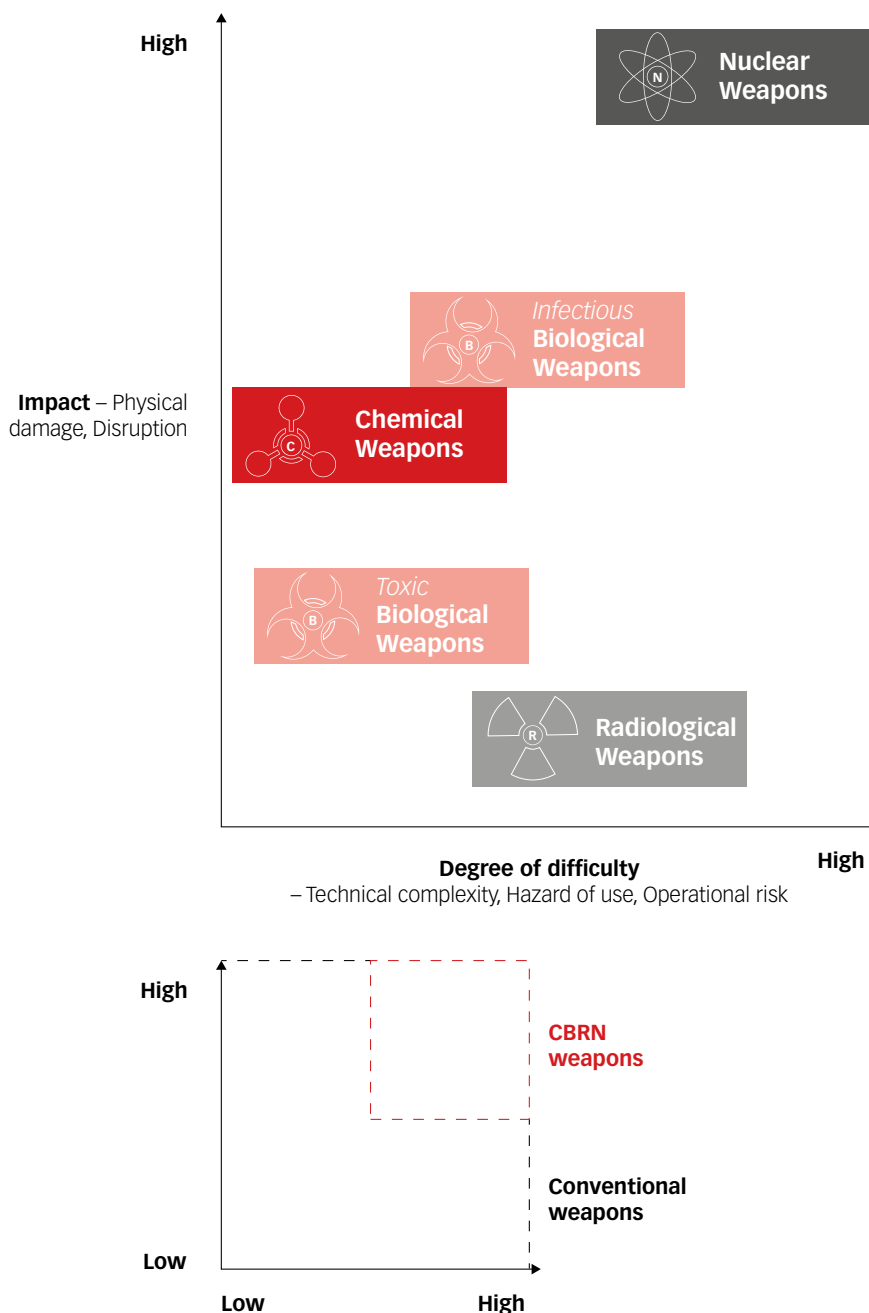 High
N
Nuclear
Weapons
Infectious
B
Biological
Weapons
Impact – Physical
damage, Disruption
C
Chemical
Weapons
Toxic
B
Biological
Weapons
R
Radiological
Weapons
Degree of difficulty
High
– Technical complexity, Hazard of use, Operational risk
High
CBRN
weapons
Conventional
weapons
Low
Low
High